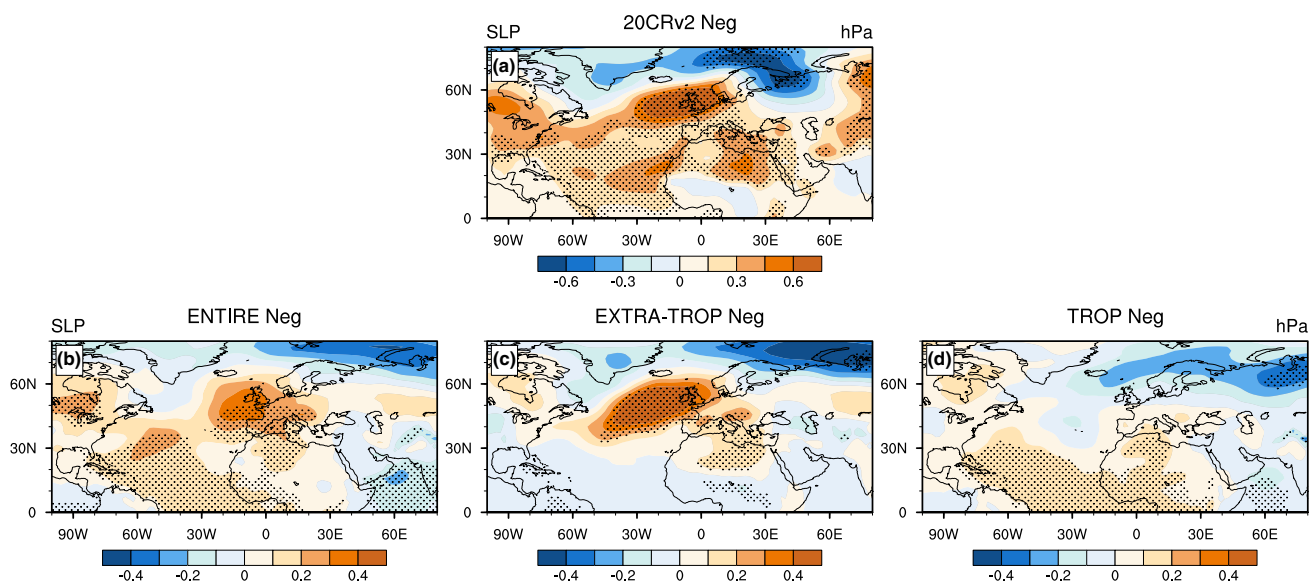 20CRv2 Neg
SLP hPa
(a)
60N
30N
0
90W 60W 30W 0 30E 60E
-0.6 -0.3 0 0.3 0.6
ENTIRE Neg EXTRA-TROP Neg TROP Neg
SLP hPa
(b) (c) (d)
60N 60N 60N
30N 30N 30N
0 0 0
90W 60W 30W 0 30E 60E 90W 60W 30W 0 30E 60E 90W 60W 30W 0 30E 60E
-0.4 -0.2 0 0.2 0.4 -0.4 -0.2 0 0.2 0.4 -0.4 -0.2 0 0.2 0.4